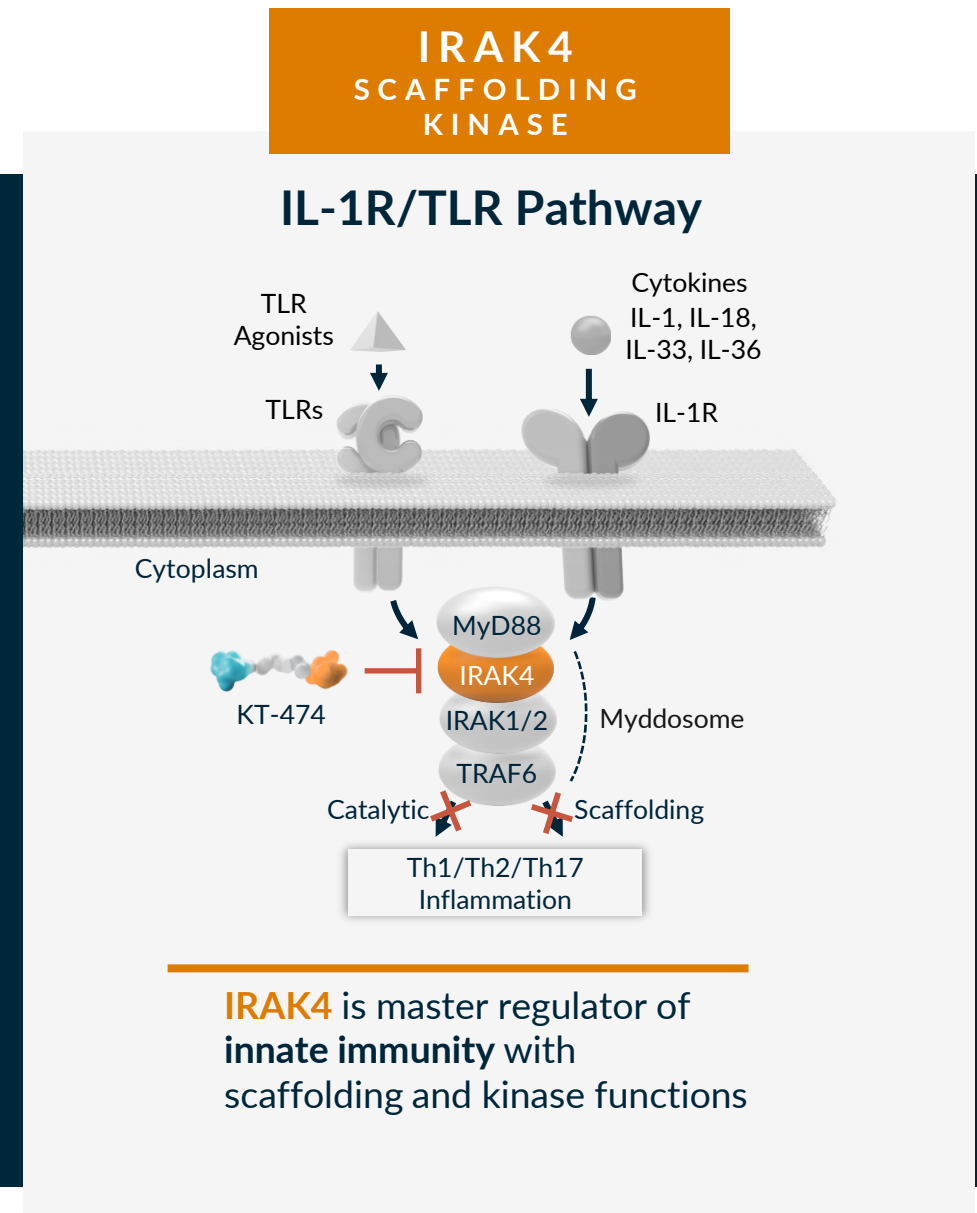 IRAK4
SCAFFOLDING
KINASE
IL-1R/TLR Pathway
TLR
Agonists
Cytokines
IL-1, IL-18,
IL-33, IL-36
TLRs
IL-1R
Cytoplasm
MyD88
IRAK4
KT-474
IRAK1/2
Myddosome
TRAF6
Catalytic
Scaffolding
Th1/Th2/Th17
Inflammation
IRAK4 is master regulator of
innate immunity with
scaffolding and kinase functions